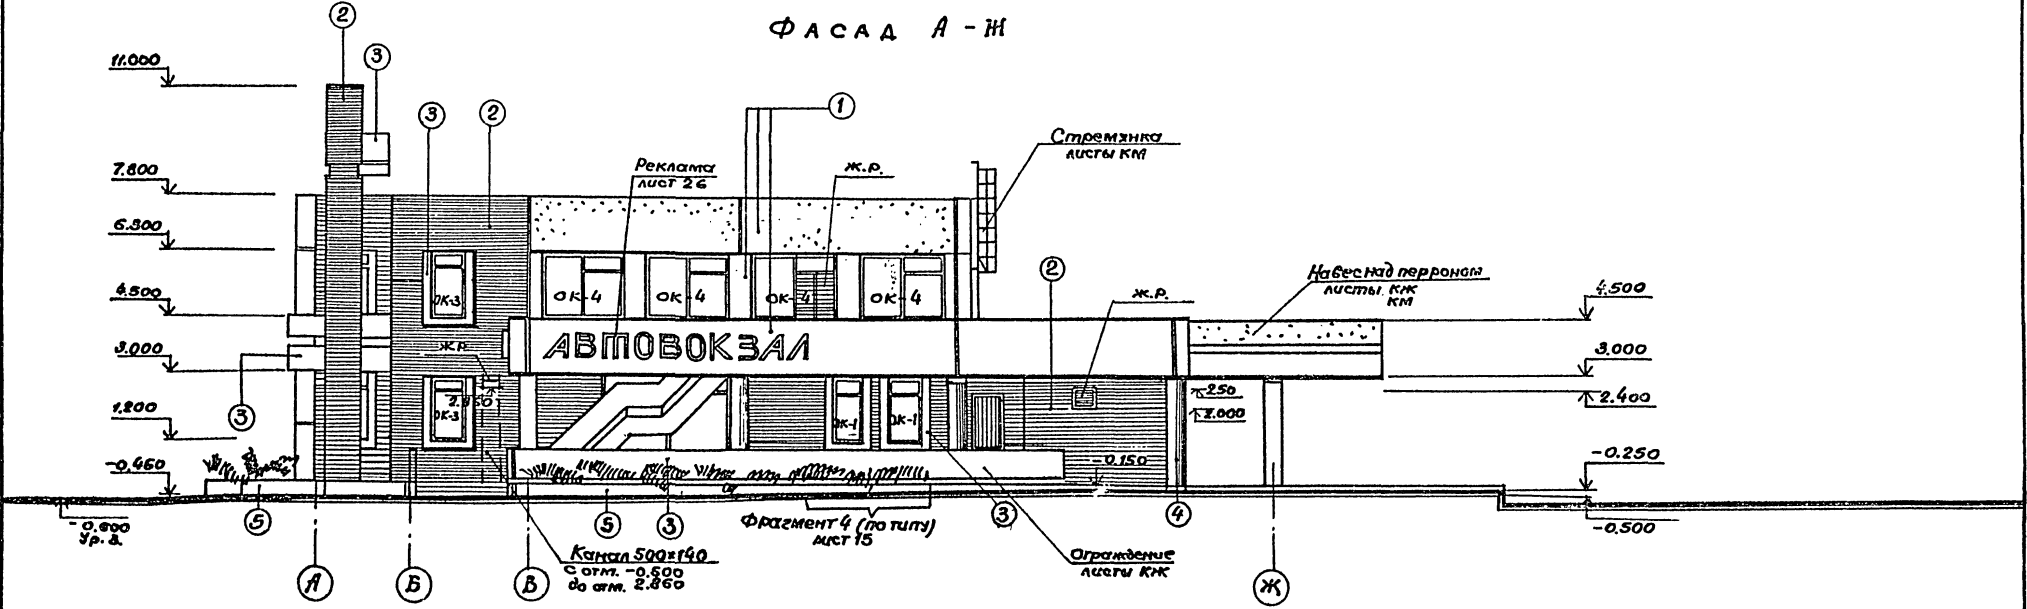 ФАСАД А-Ж
2
3
11.000
3
2
1
Стремянка
листы КМ
7.800
Реклама
лист 26
ж.р.
6.300
2
Навес над перроном
листы КЖ
КМ
ОК-3
ОК-4
ОК-4
ОК-4
ОК-4
4.500
ж.р.
4.500
АВТОВОКЗАЛ
3.000
ж.р.
3.000
3
2.400
1.200
ОК-3
ОК-1
ОК-1
250
2.000
-0.460
-0.150
-0.250
-0.600
Ур. З.
5
5
3
Фрагмент 4 (по типу)
лист 15
3
4
-0.500
Канал 500×140
с отм. -0.500
до отм. 2.860
Ограждение
листы КЖ
А
Б
В
Ж